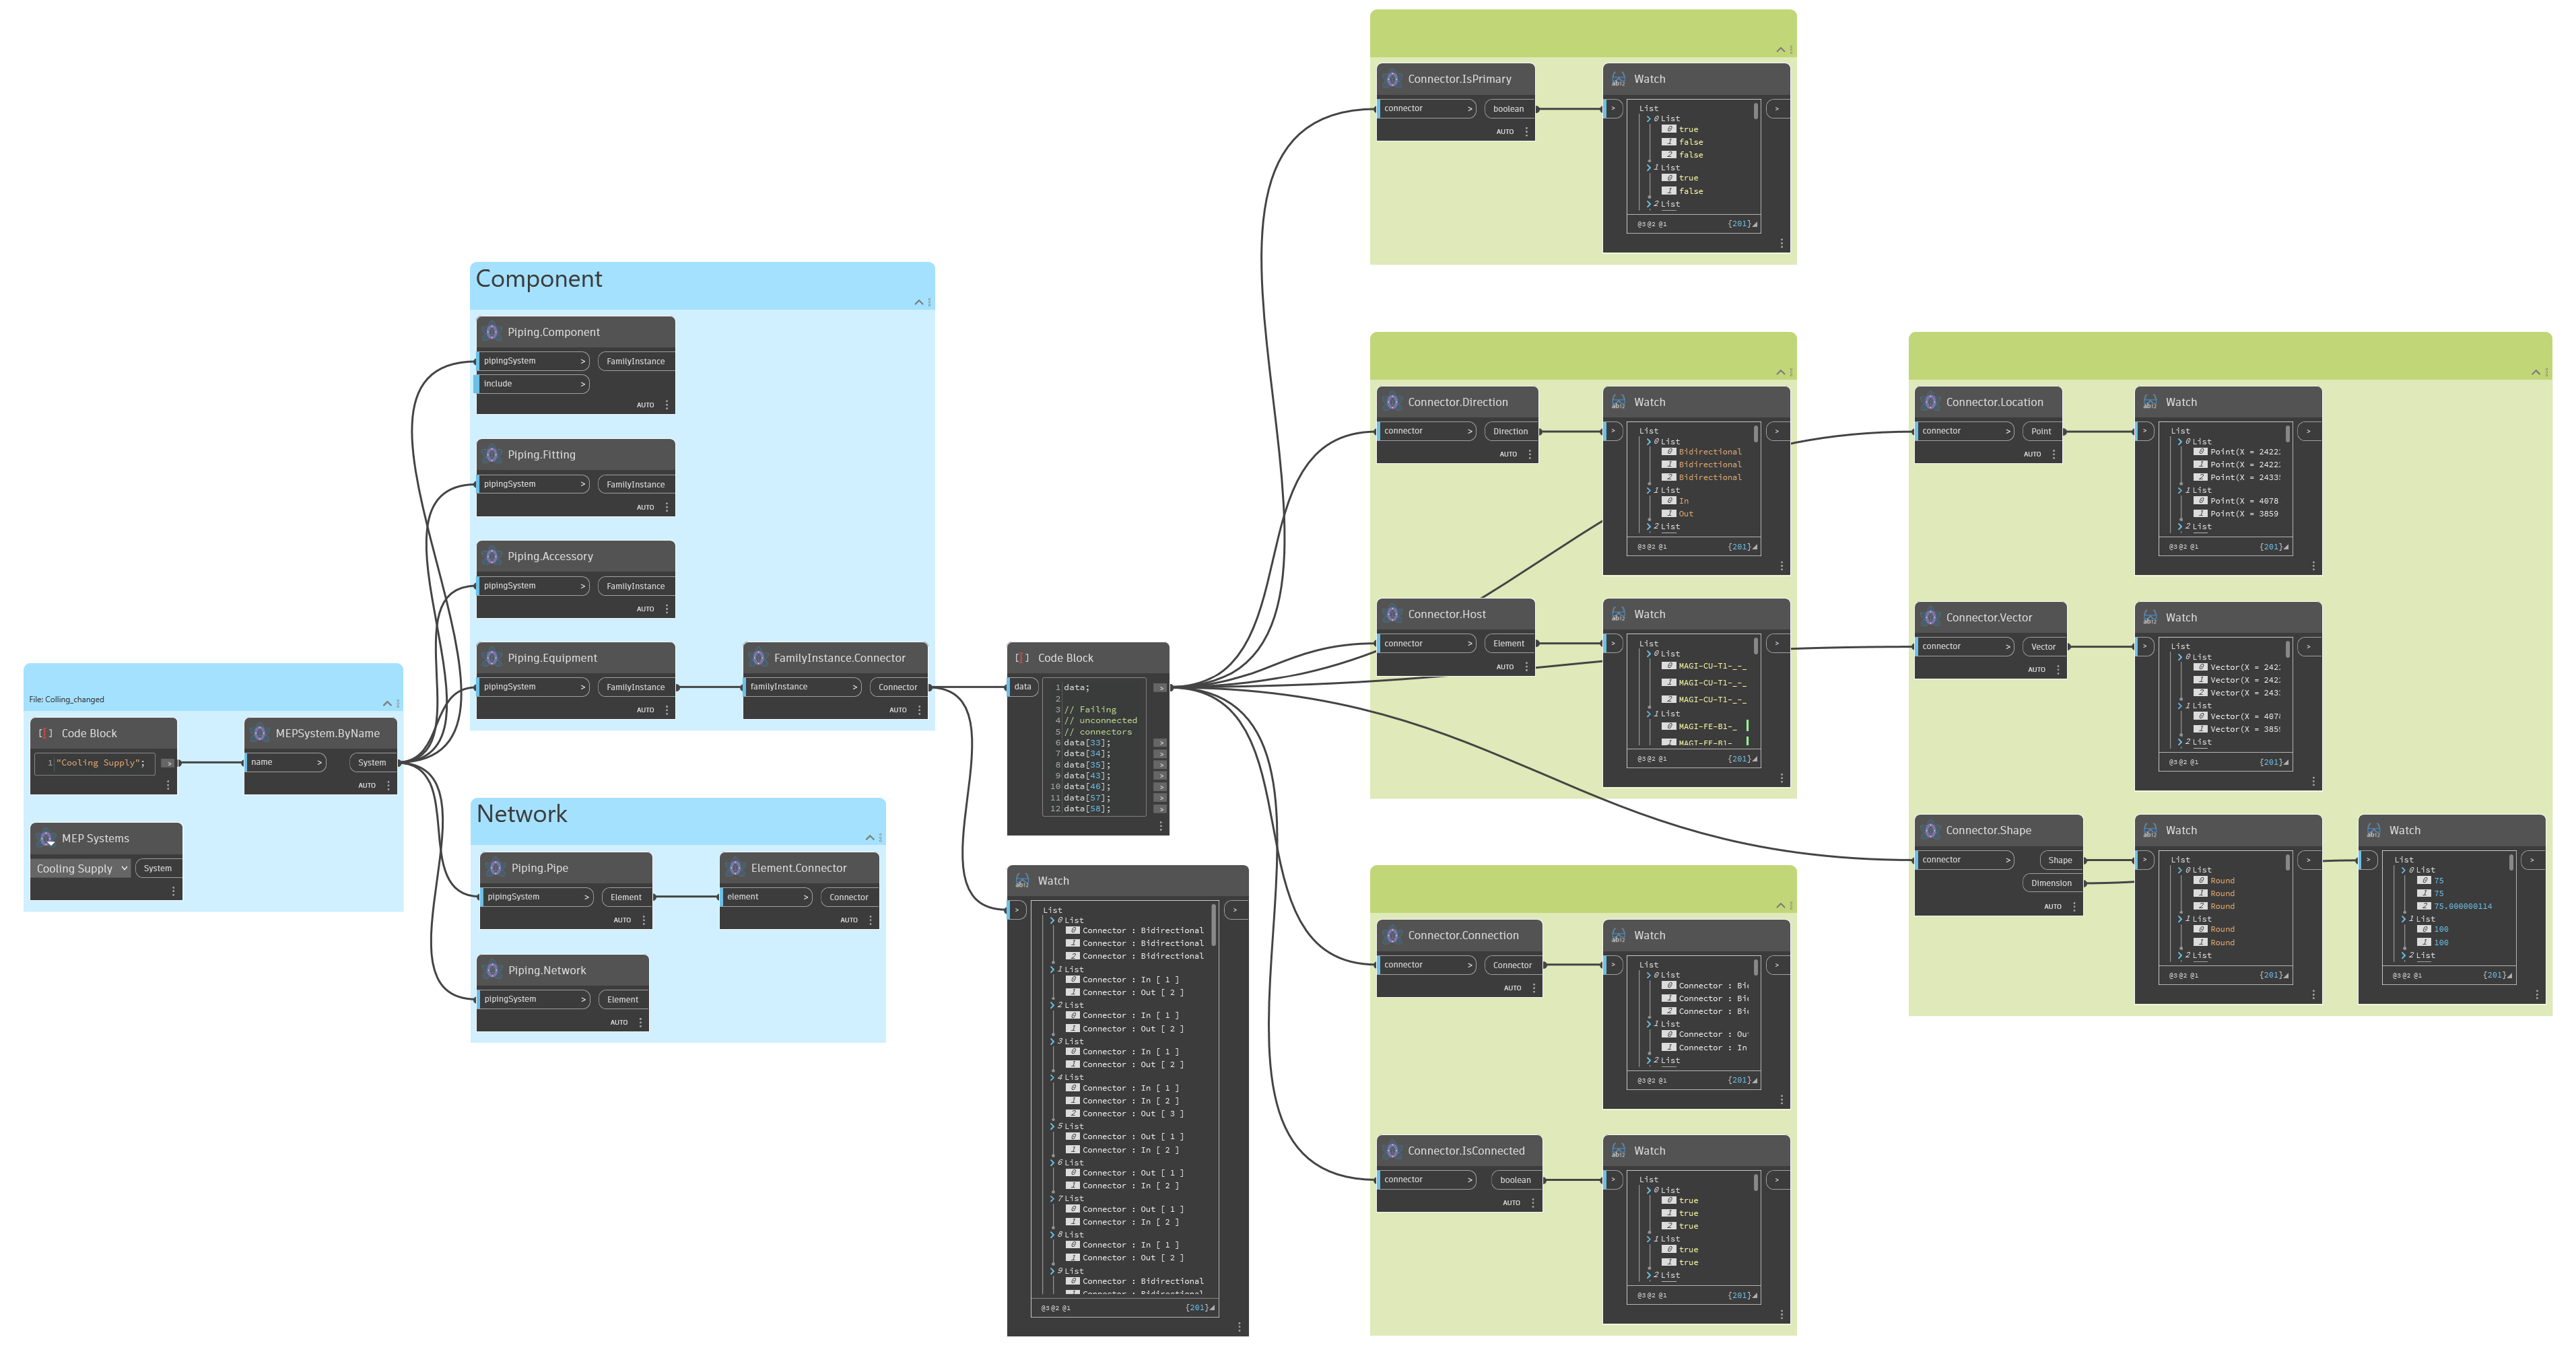 File: Colling_changed
Code Block
1 "Cooling Supply"; >
MEPSystem.ByName
name > System
AUTO
MEP Systems
Cooling Supply System
Component
Piping.Component
pipingSystem > FamilyInstance
include >
AUTO
Piping.Fitting
pipingSystem > FamilyInstance
AUTO
Piping.Accessory
pipingSystem > FamilyInstance
AUTO
Piping.Equipment
pipingSystem > FamilyInstance
AUTO
FamilyInstance.Connector
familyInstance > Connector
AUTO
Network
Piping.Pipe
pipingSystem > Element
AUTO
Element.Connector
element > Connector
AUTO
Piping.Network
pipingSystem > Element
AUTO
Code Block
data
1 data;
2
3 // Failing
4 // unconnected
5 // connectors
6 data[33];
7 data[34];
8 data[35];
9 data[43];
10 data[46];
11 data[57];
12 data[58];
Watch
List
0 List
0 Connector : Bidirectional
1 Connector : Bidirectional
2 Connector : Bidirectional
1 List
0 Connector : In [ 1 ]
1 Connector : Out [ 2 ]
2 List
0 Connector : In [ 1 ]
1 Connector : Out [ 2 ]
3 List
0 Connector : In [ 1 ]
1 Connector : Out [ 2 ]
4 List
0 Connector : In [ 1 ]
1 Connector : In [ 2 ]
2 Connector : Out [ 3 ]
5 List
0 Connector : Out [ 1 ]
1 Connector : In [ 2 ]
6 List
0 Connector : Out [ 1 ]
1 Connector : In [ 2 ]
7 List
0 Connector : Out [ 1 ]
1 Connector : In [ 2 ]
8 List
0 Connector : In [ 1 ]
1 Connector : Out [ 2 ]
9 List
0 Connector : Bidirectional
1 Connector : Bidirectional
@3 @2 @1 {201}
Connector.IsPrimary
connector > boolean
AUTO
Watch
List
0 List
0 true
1 false
2 false
1 List
0 true
1 false
2 List
@3 @2 @1 {201}
Connector.Direction
connector > Direction
AUTO
Watch
List
0 List
0 Bidirectional
1 Bidirectional
2 Bidirectional
1 List
0 In
1 Out
2 List
@3 @2 @1 {201}
Connector.Host
connector > Element
AUTO
Watch
List
0 List
0 MAGI-CU-T1-_-_
1 MAGI-CU-T1-_-_
2 MAGI-CU-T1-_-_
1 List
0 MAGI-FE-B1-_
1 MAGI-FE-B1-
@3 @2 @1 {201}
Connector.Connection
connector > Connector
AUTO
Watch
List
0 List
0 Connector : Bi
1 Connector : Bi
2 Connector : Bi
1 List
0 Connector : Ou
1 Connector : In
2 List
@3 @2 @1 {201}
Connector.IsConnected
connector > boolean
AUTO
Watch
List
0 List
0 true
1 true
2 true
1 List
0 true
1 true
2 List
@3 @2 @1 {201}
Connector.Location
connector > Point
AUTO
Watch
List
0 List
0 Point(X = 2422
1 Point(X = 2422
2 Point(X = 2433
1 List
0 Point(X = 4078
1 Point(X = 3859
2 List
@3 @2 @1 {201}
Connector.Vector
connector > Vector
AUTO
Watch
List
0 List
0 Vector(X = 242
1 Vector(X = 242
2 Vector(X = 243
1 List
0 Vector(X = 407
1 Vector(X = 385
2 List
@3 @2 @1 {201}
Connector.Shape
connector > Shape
Dimension
AUTO
Watch
List
0 List
0 Round
1 Round
2 Round
1 List
0 Round
1 Round
2 List
@3 @2 @1 {201}
Watch
List
0 List
0 75
1 75
2 75.000000114
1 List
0 100
1 100
2 List
@3 @2 @1 {201}